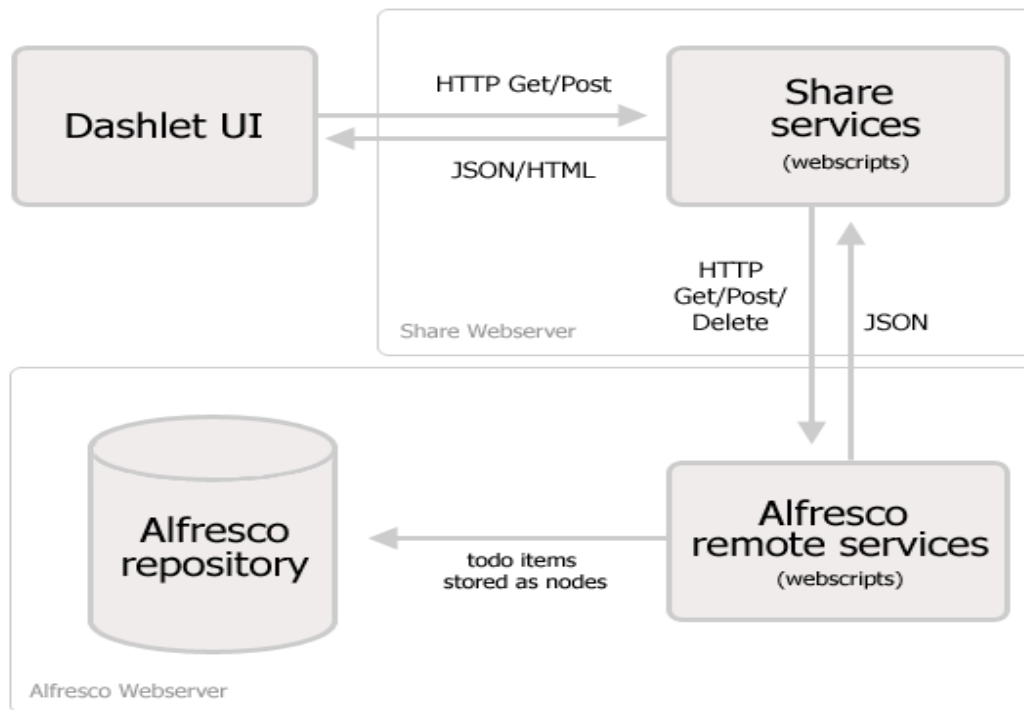 Dashlet UI
HTTP Get/Post
JSON/HTML
Share
services
(webscripts)
HTTP
Get/Post/
Delete
JSON
Share Webserver
Alfresco
repository
todo items
stored as nodes
Alfresco
remote services
(webscripts)
Alfresco Webserver